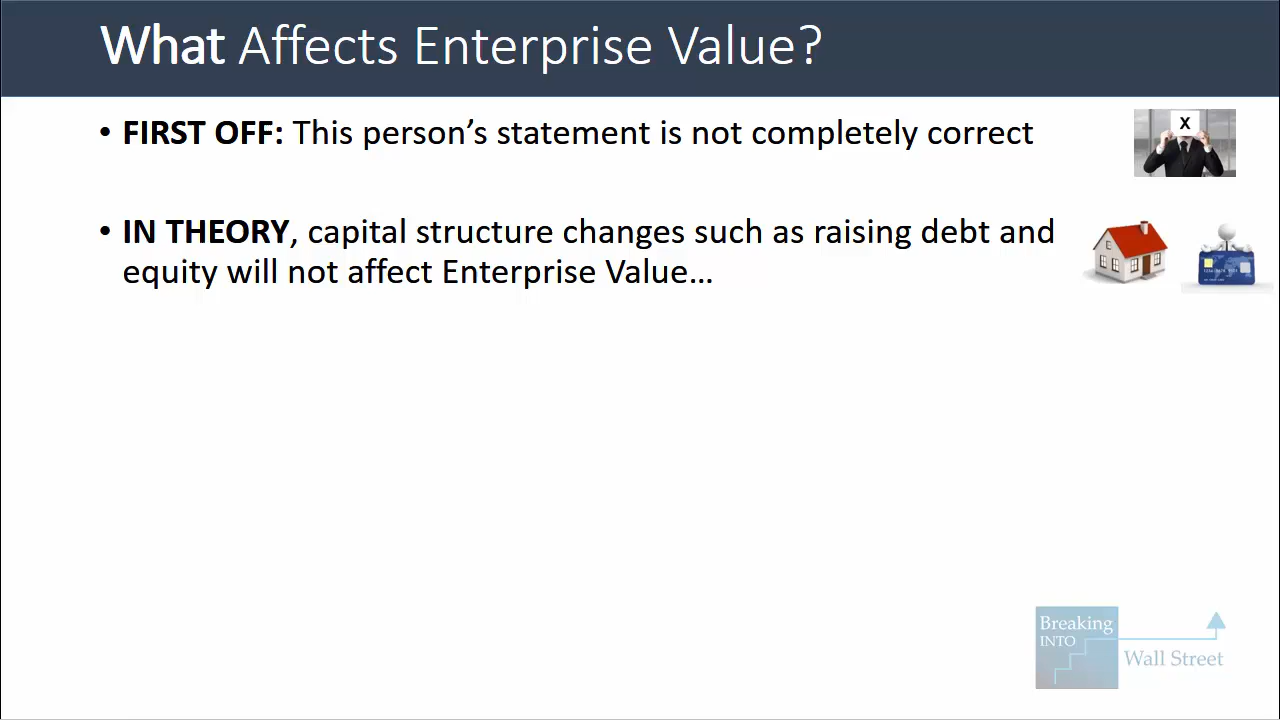 What Affects Enterprise Value?
• FIRST OFF: This person's statement is not completely correct
X
• IN THEORY, capital structure changes such as raising debt and
equity will not affect Enterprise Value…
Breaking
INTO
Wall Street